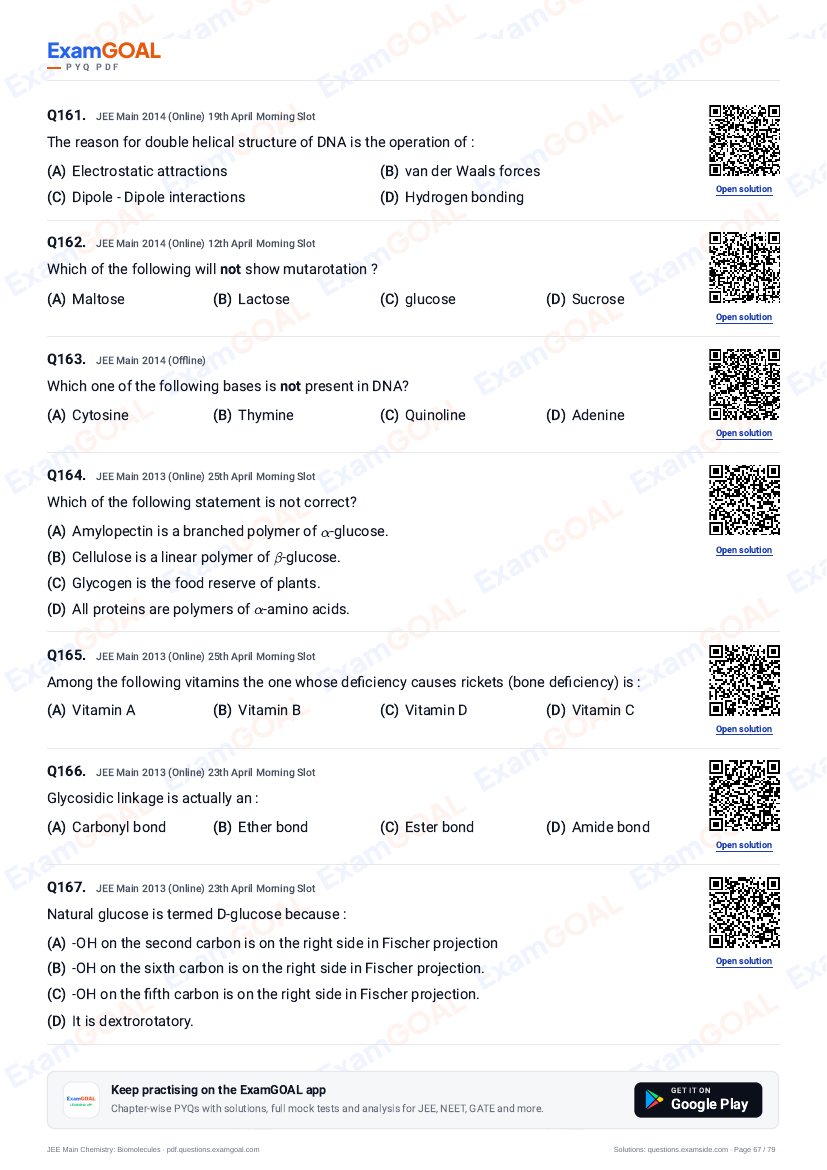 ExamGOAL
PYQ PDF
Q161. JEE Main 2014 (Online) 19th April Morning Slot
The reason for double helical structure of DNA is the operation of :
(A) Electrostatic attractions (B) van der Waals forces
(C) Dipole - Dipole interactions (D) Hydrogen bonding
Open solution
Q162. JEE Main 2014 (Online) 12th April Morning Slot
Which of the following will not show mutarotation ?
(A) Maltose (B) Lactose (C) glucose (D) Sucrose
Open solution
Q163. JEE Main 2014 (Offline)
Which one of the following bases is not present in DNA?
(A) Cytosine (B) Thymine (C) Quinoline (D) Adenine
Open solution
Q164. JEE Main 2013 (Online) 25th April Morning Slot
Which of the following statement is not correct?
(A) Amylopectin is a branched polymer of α-glucose.
(B) Cellulose is a linear polymer of β-glucose.
(C) Glycogen is the food reserve of plants.
(D) All proteins are polymers of α-amino acids.
Open solution
Q165. JEE Main 2013 (Online) 25th April Morning Slot
Among the following vitamins the one whose deficiency causes rickets (bone deficiency) is :
(A) Vitamin A (B) Vitamin B (C) Vitamin D (D) Vitamin C
Open solution
Q166. JEE Main 2013 (Online) 23th April Morning Slot
Glycosidic linkage is actually an :
(A) Carbonyl bond (B) Ether bond (C) Ester bond (D) Amide bond
Open solution
Q167. JEE Main 2013 (Online) 23th April Morning Slot
Natural glucose is termed D-glucose because :
(A) -OH on the second carbon is on the right side in Fischer projection
(B) -OH on the sixth carbon is on the right side in Fischer projection.
(C) -OH on the fifth carbon is on the right side in Fischer projection.
(D) It is dextrorotatory.
Open solution
ExamGOAL
Keep practising on the ExamGOAL app
Chapter-wise PYQs with solutions, full mock tests and analysis for JEE, NEET, GATE and more.
GET IT ON
Google Play
JEE Main Chemistry: Biomolecules · pdf.questions.examgoal.com Solutions: questions.examside.com · Page 67 / 79